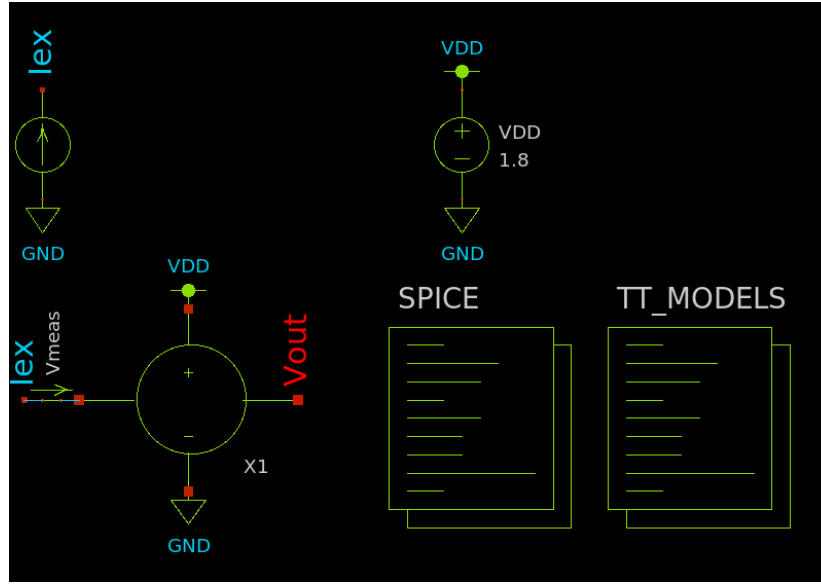 Iex
VDD
VDD
1.8
GND
GND
VDD
Iex
Vmeas
Vout
X1
GND
SPICE
TT_MODELS